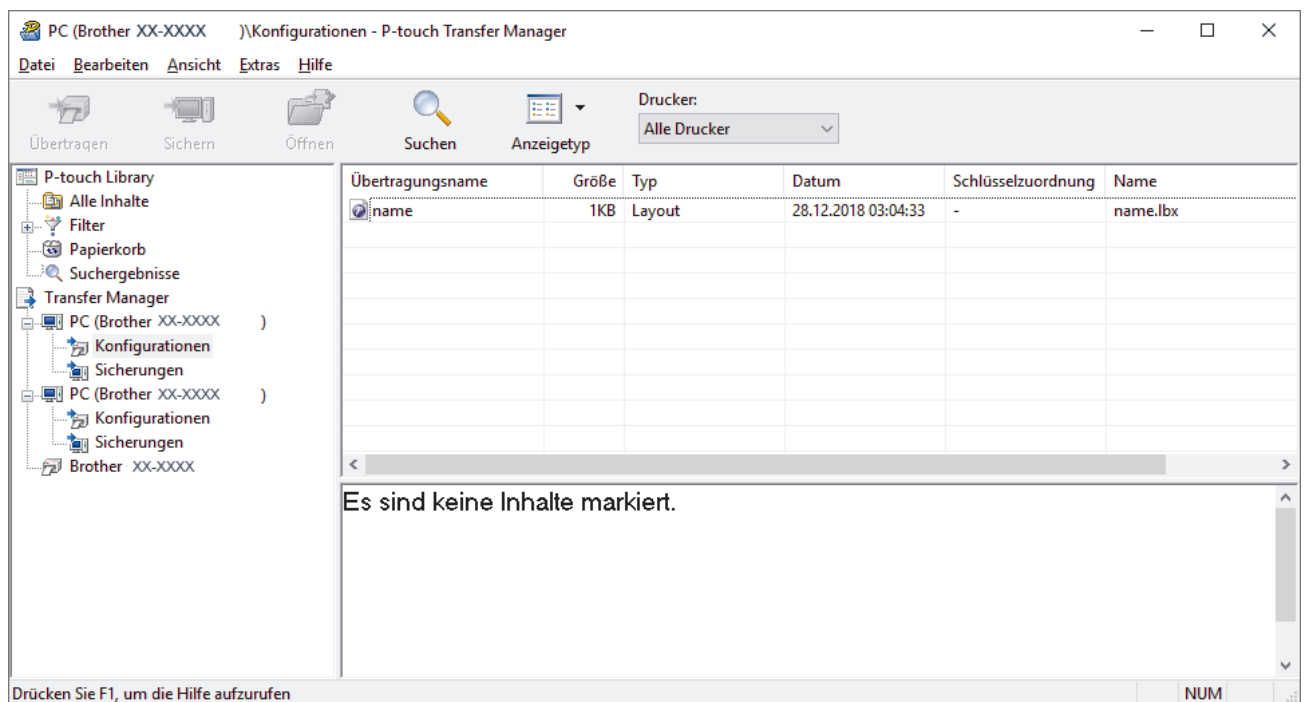 PC (Brother XX-XXXX )\Konfigurationen - P-touch Transfer Manager
Datei Bearbeiten Ansicht Extras Hilfe
Drucker:
Alle Drucker
Übertragen Sichern Öffnen Suchen Anzeigetyp
P-touch Library
Alle Inhalte
Filter
Papierkorb
Suchergebnisse
Transfer Manager
PC (Brother XX-XXXX )
Konfigurationen
Sicherungen
PC (Brother XX-XXXX )
Konfigurationen
Sicherungen
Brother XX-XXXX
Übertragungsname Größe Typ Datum Schlüsselzuordnung Name
name 1KB Layout 28.12.2018 03:04:33 - name.lbx
Es sind keine Inhalte markiert.
Drücken Sie F1, um die Hilfe aufzurufen NUM